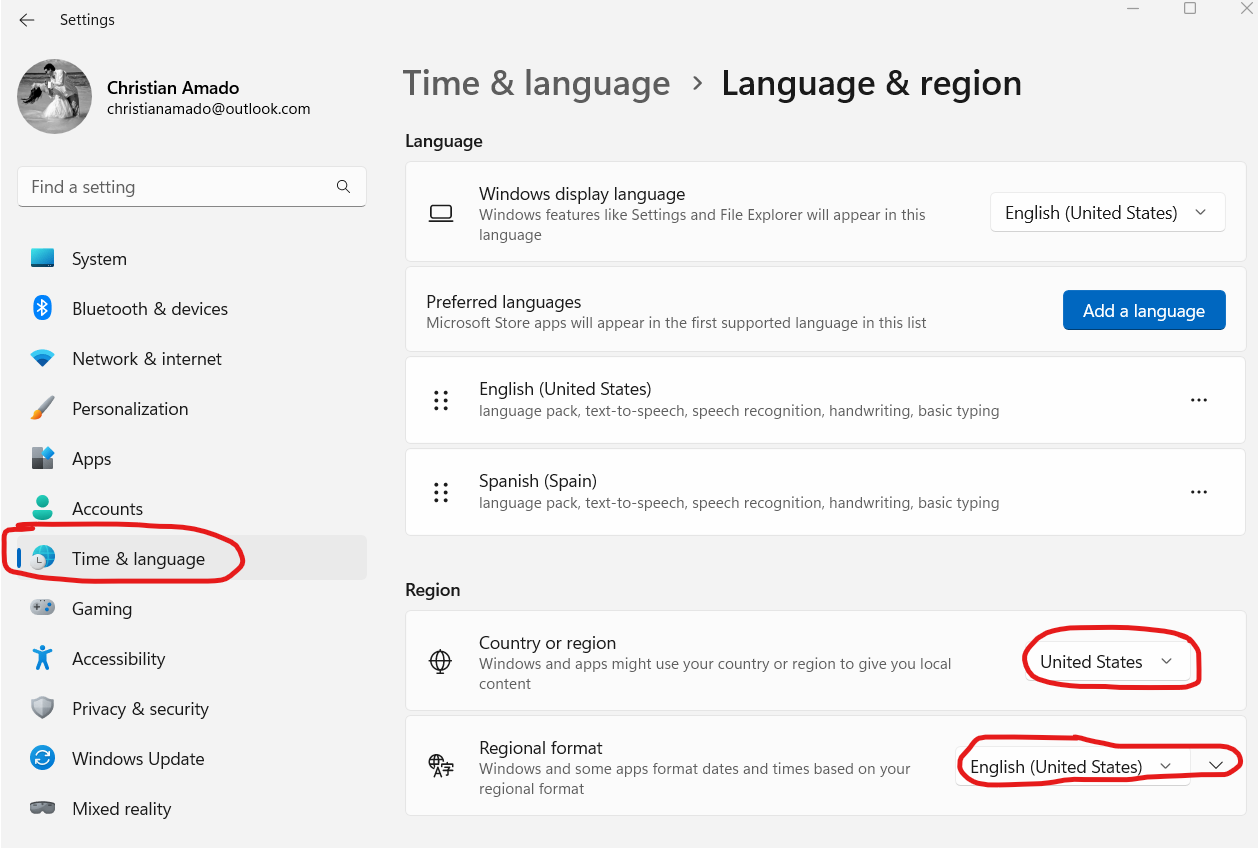 Settings
Christian Amado
christianamado@outlook.com
Find a setting
System
Bluetooth & devices
Network & internet
Personalization
Apps
Accounts
Time & language
Gaming
Accessibility
Privacy & security
Windows Update
Mixed reality
Time & language > Language & region
Language
Windows display language
Windows features like Settings and File Explorer will appear in this
language
English (United States)
Preferred languages
Microsoft Store apps will appear in the first supported language in this list
Add a language
English (United States)
language pack, text-to-speech, speech recognition, handwriting, basic typing
Spanish (Spain)
language pack, text-to-speech, speech recognition, handwriting, basic typing
Region
Country or region
Windows and apps might use your country or region to give you local
content
United States
Regional format
Windows and some apps format dates and times based on your
regional format
English (United States)